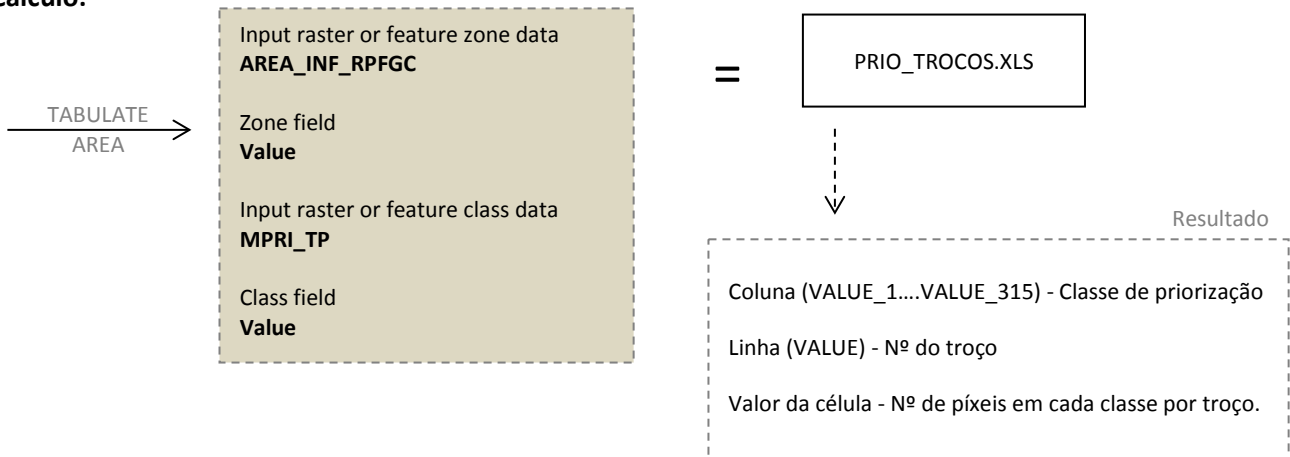 cálculo:
TABULATE
AREA
Input raster or feature zone data
AREA_INF_RPFGC
Zone field
Value
Input raster or feature class data
MPRI_TP
Class field
Value
=
PRIO_TROCOS.XLS
Resultado
Coluna (VALUE_1….VALUE_315) - Classe de priorização
Linha (VALUE) - Nº do troço
Valor da célula - Nº de píxeis em cada classe por troço.